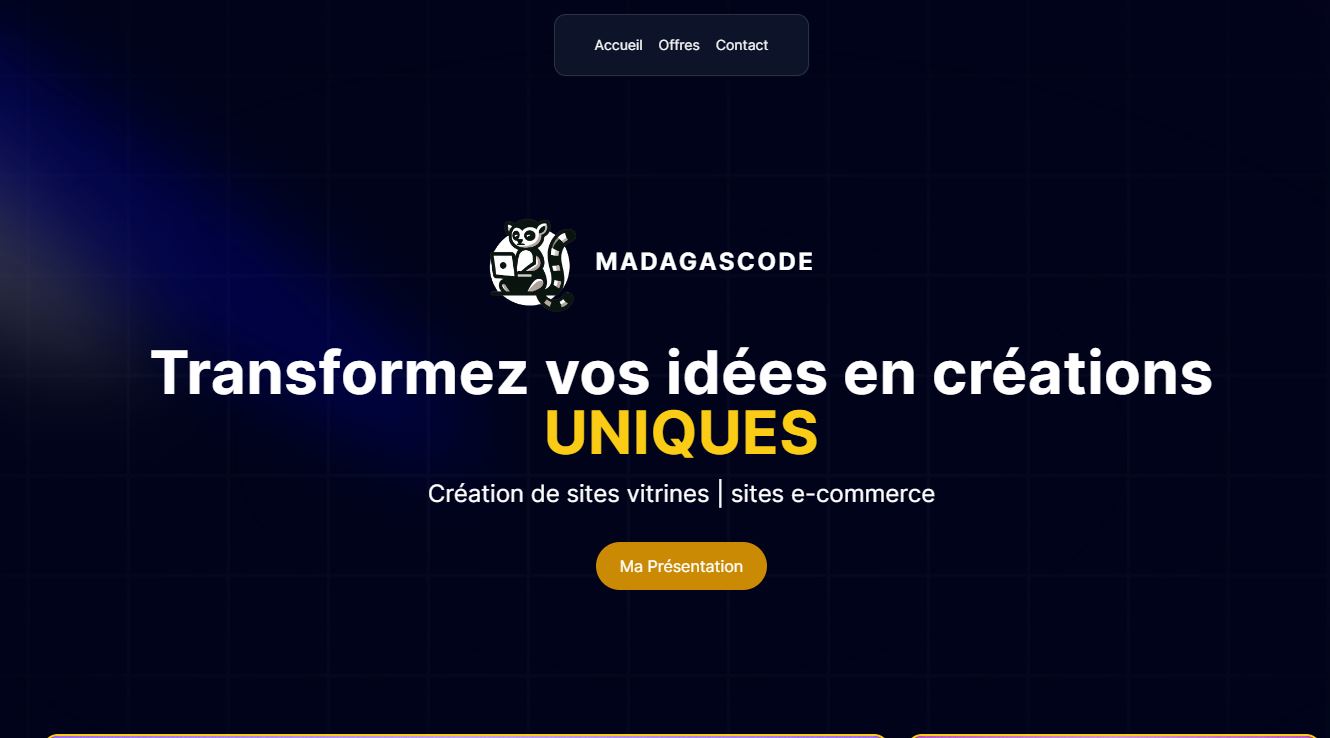 Accueil Offres Contact
MADAGASCODE
Transformez vos idées en créations
UNIQUES
Création de sites vitrines | sites e-commerce
Ma Présentation